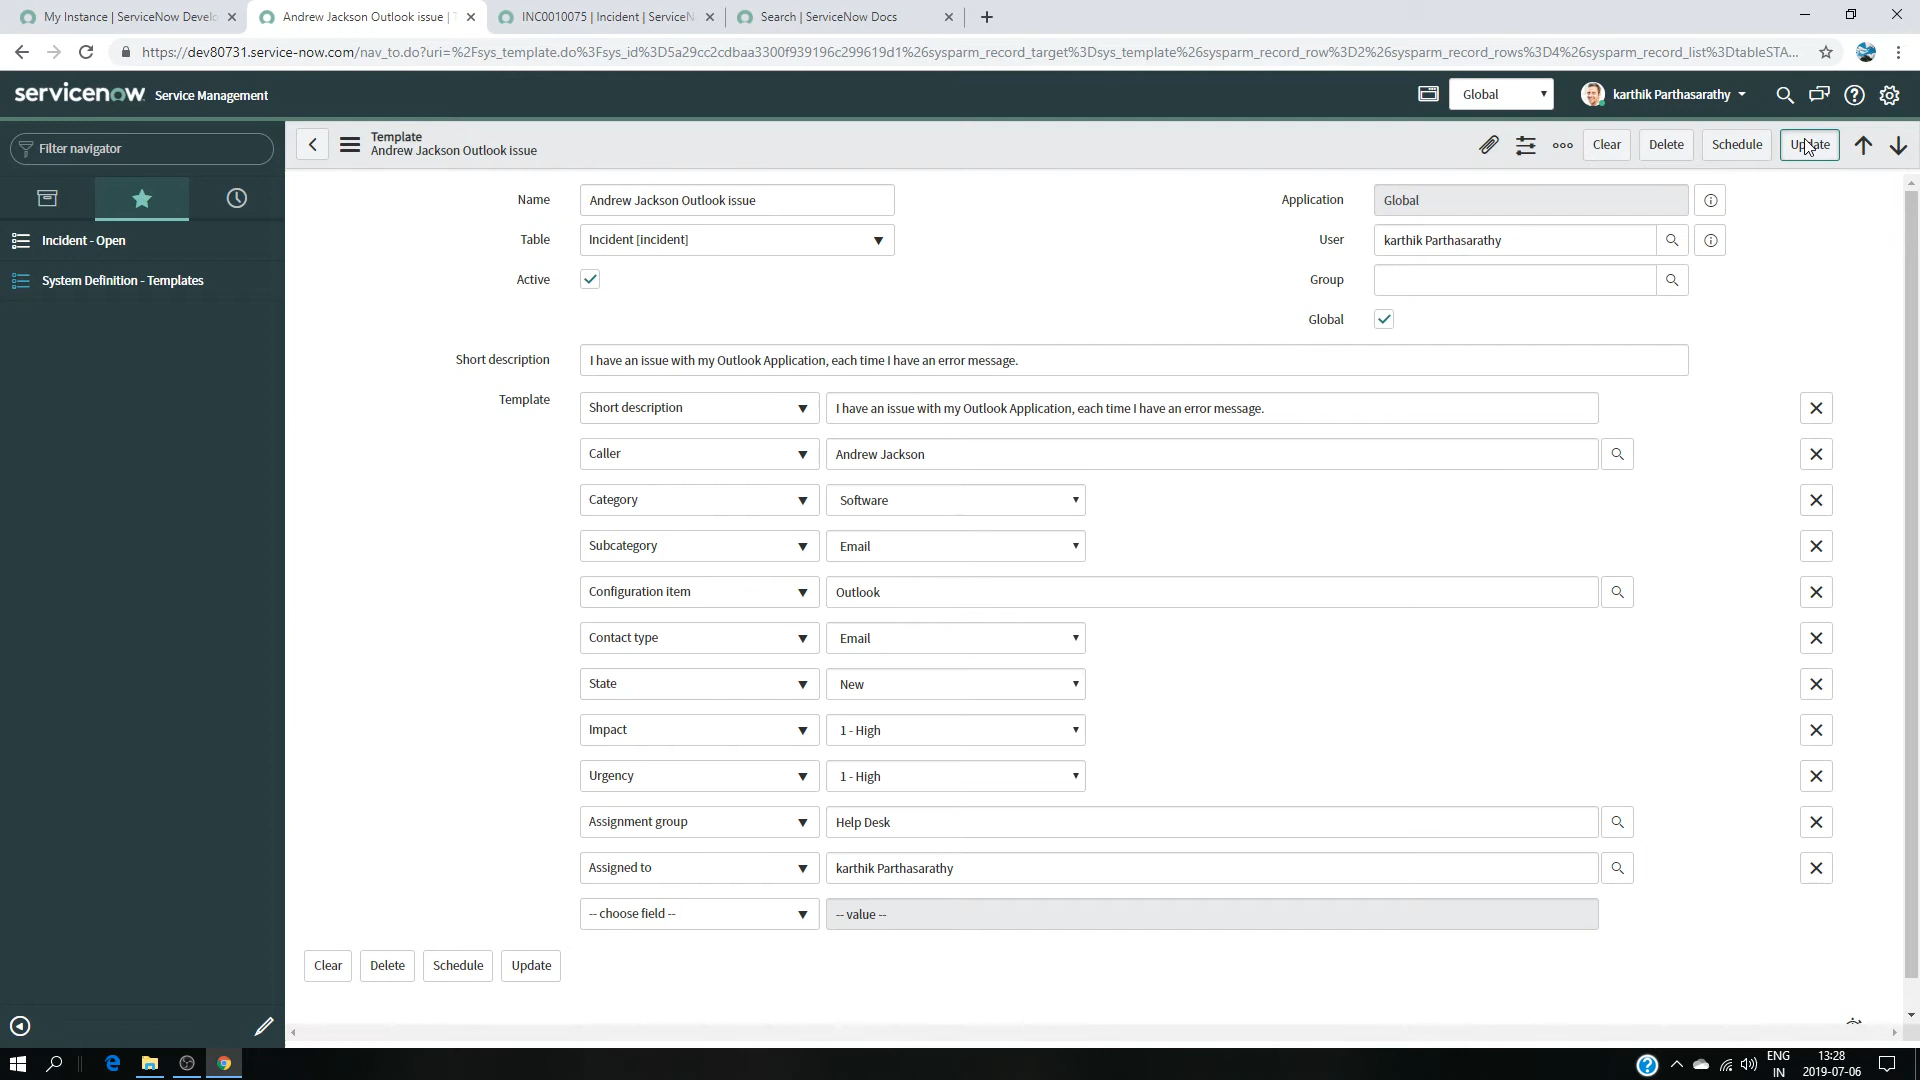 My Instance | ServiceNow Develo
Andrew Jackson Outlook issue | T
INC0010075 | Incident | ServiceN
Search | ServiceNow Docs
https://dev80731.service-now.com/nav_to.do?uri=%2Fsys_template.do%3Fsys_id%3D5a29cc2cdbaa3300f939196c299619d1%26sysparm_record_target%3Dsys_template%26sysparm_record_row%3D2%26sysparm_record_rows%3D4%26sysparm_record_list%3DtableSTA...
servicenow Service Management
Global
karthik Parthasarathy
Filter navigator
Template
Andrew Jackson Outlook issue
Clear
Delete
Schedule
Update
Incident - Open
System Definition - Templates
Name
Andrew Jackson Outlook issue
Application
Global
Table
Incident [incident]
User
karthik Parthasarathy
Active
Group
Global
Short description
I have an issue with my Outlook Application, each time I have an error message.
Template
Short description
I have an issue with my Outlook Application, each time I have an error message.
Caller
Andrew Jackson
Category
Software
Subcategory
Email
Configuration item
Outlook
Contact type
Email
State
New
Impact
1 - High
Urgency
1 - High
Assignment group
Help Desk
Assigned to
karthik Parthasarathy
-- choose field --
-- value --
Clear
Delete
Schedule
Update
ENG
IN
13:28
2019-07-06